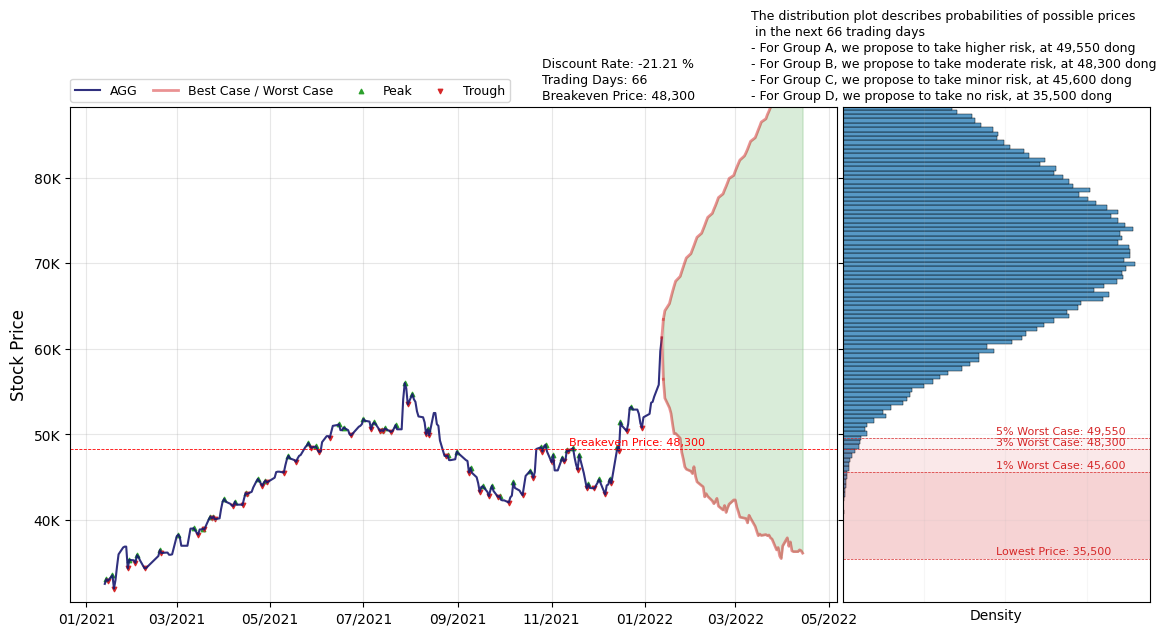 The distribution plot describes probabilities of possible prices
in the next 66 trading days
- For Group A, we propose to take higher risk, at 49,550 dong
- For Group B, we propose to take moderate risk, at 48,300 dong
- For Group C, we propose to take minor risk, at 45,600 dong
- For Group D, we propose to take no risk, at 35,500 dong
Discount Rate: -21.21 %
Trading Days: 66
Breakeven Price: 48,300
AGG
Best Case / Worst Case
Peak
Trough
Stock Price
80K
70K
60K
50K
40K
Breakeven Price: 48,300
5% Worst Case: 49,550
3% Worst Case: 48,300
1% Worst Case: 45,600
Lowest Price: 35,500
01/2021
03/2021
05/2021
07/2021
09/2021
11/2021
01/2022
03/2022
05/2022
Density